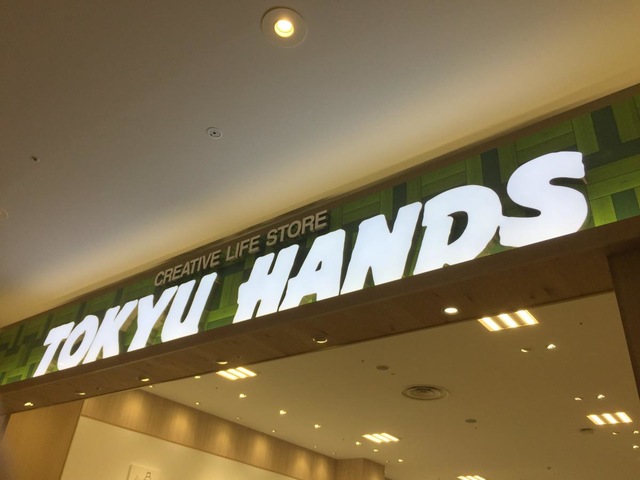 CREATIVE LIFE STORE
TOKYU HANDS